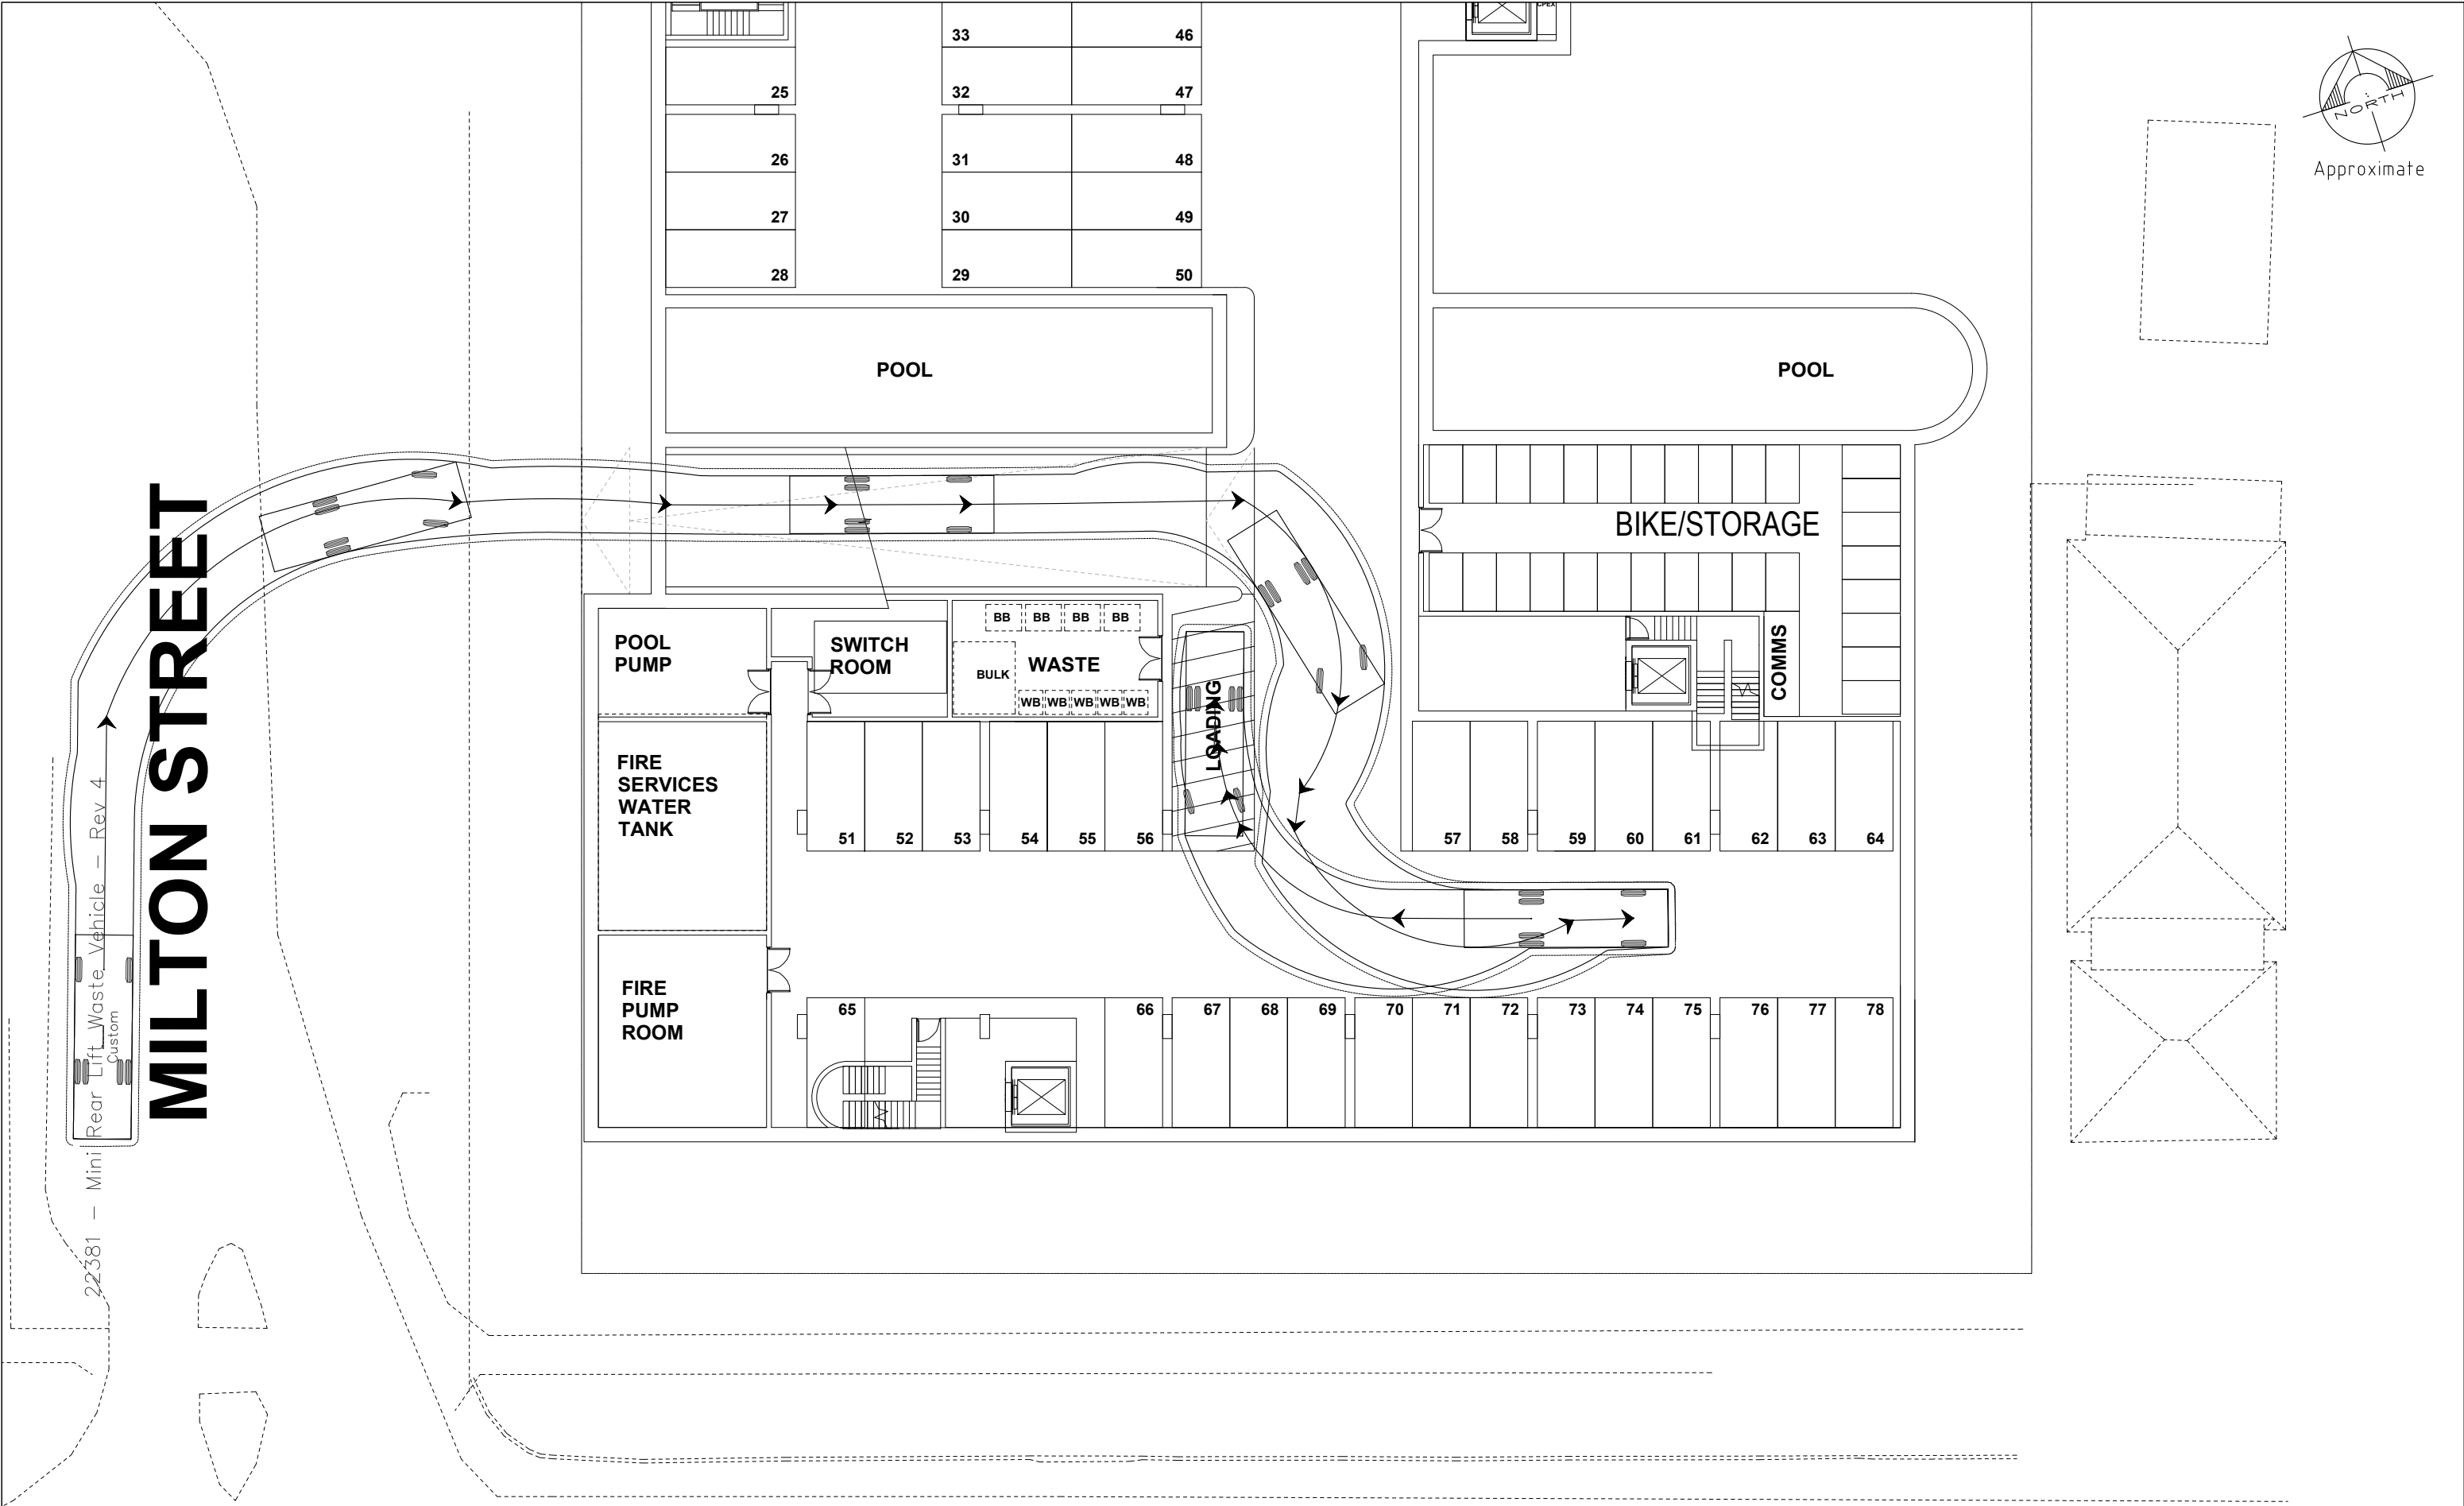 CPEX
33
46
25
32
47
NORTH
Approximate
26
31
48
27
30
49
28
29
50
POOL
POOL
MILTON STREET
BIKE/STORAGE
POOL
PUMP
SWITCH
ROOM
BB
BB
BB
BB
BULK
WASTE
WB
WB
WB
WB
WB
LOADING
COMMS
FIRE
SERVICES
WATER
TANK
51
52
53
54
55
56
57
58
59
60
61
62
63
64
22381 - Mini Rear Lift Waste Vehicle - Rev 4
Custom
FIRE
PUMP
ROOM
65
66
67
68
69
70
71
72
73
74
75
76
77
78